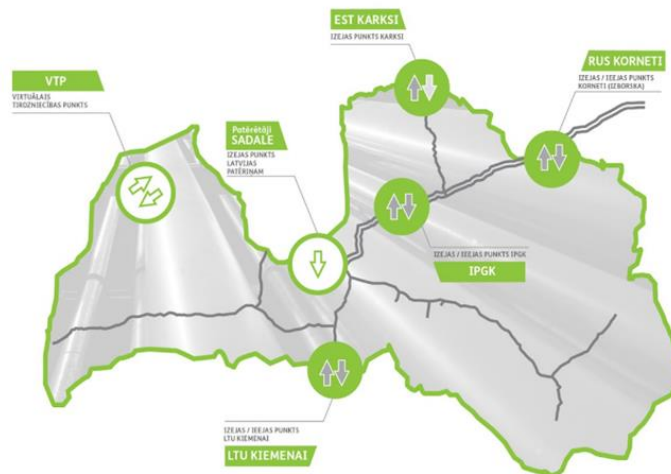 EST KARKSI
IZEJAS PUNKTS KARKSI
RUS KORNETI
IZEJAS / IEEJAS PUNKTS
KORNETI (IZBORSKA)
VTP
VIRTUĀLAIS
TIRDZNIECĪBAS PUNKTS
Patērētāji
SADALE
IZEJAS PUNKTS
LATVIJAS
PATĒRIŅAM
IZEJAS / IEEJAS PUNKTS IPGK
IPGK
IZEJAS / IEEJAS PUNKTS
LTU KIEMENAI
LTU KIEMENAI